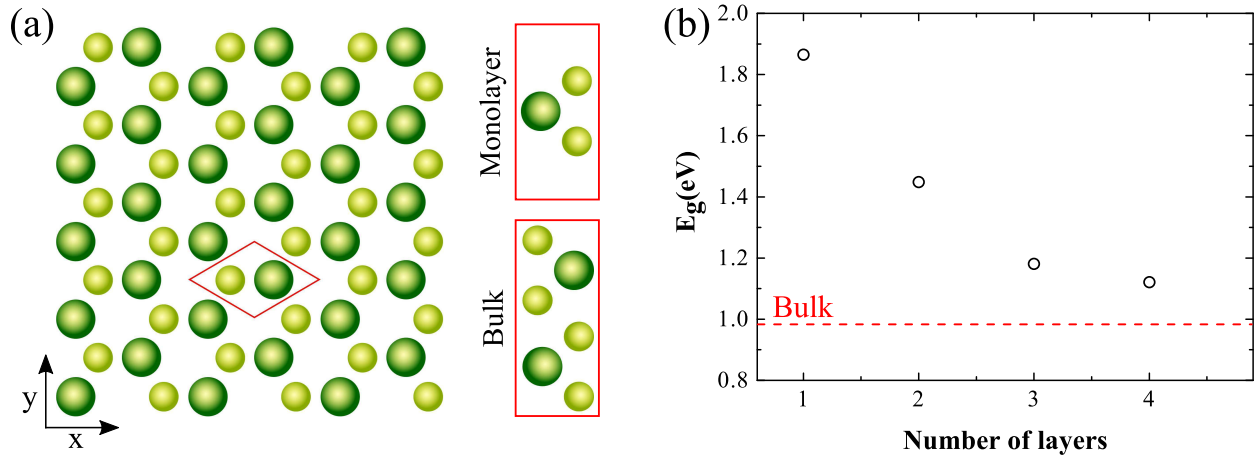 (a)
Monolayer
Bulk
y
x
(b)
2.0
1.8
1.6
1.4
1.2
1.0
0.8
Eg(eV)
Bulk
1
2
3
4
Number of layers